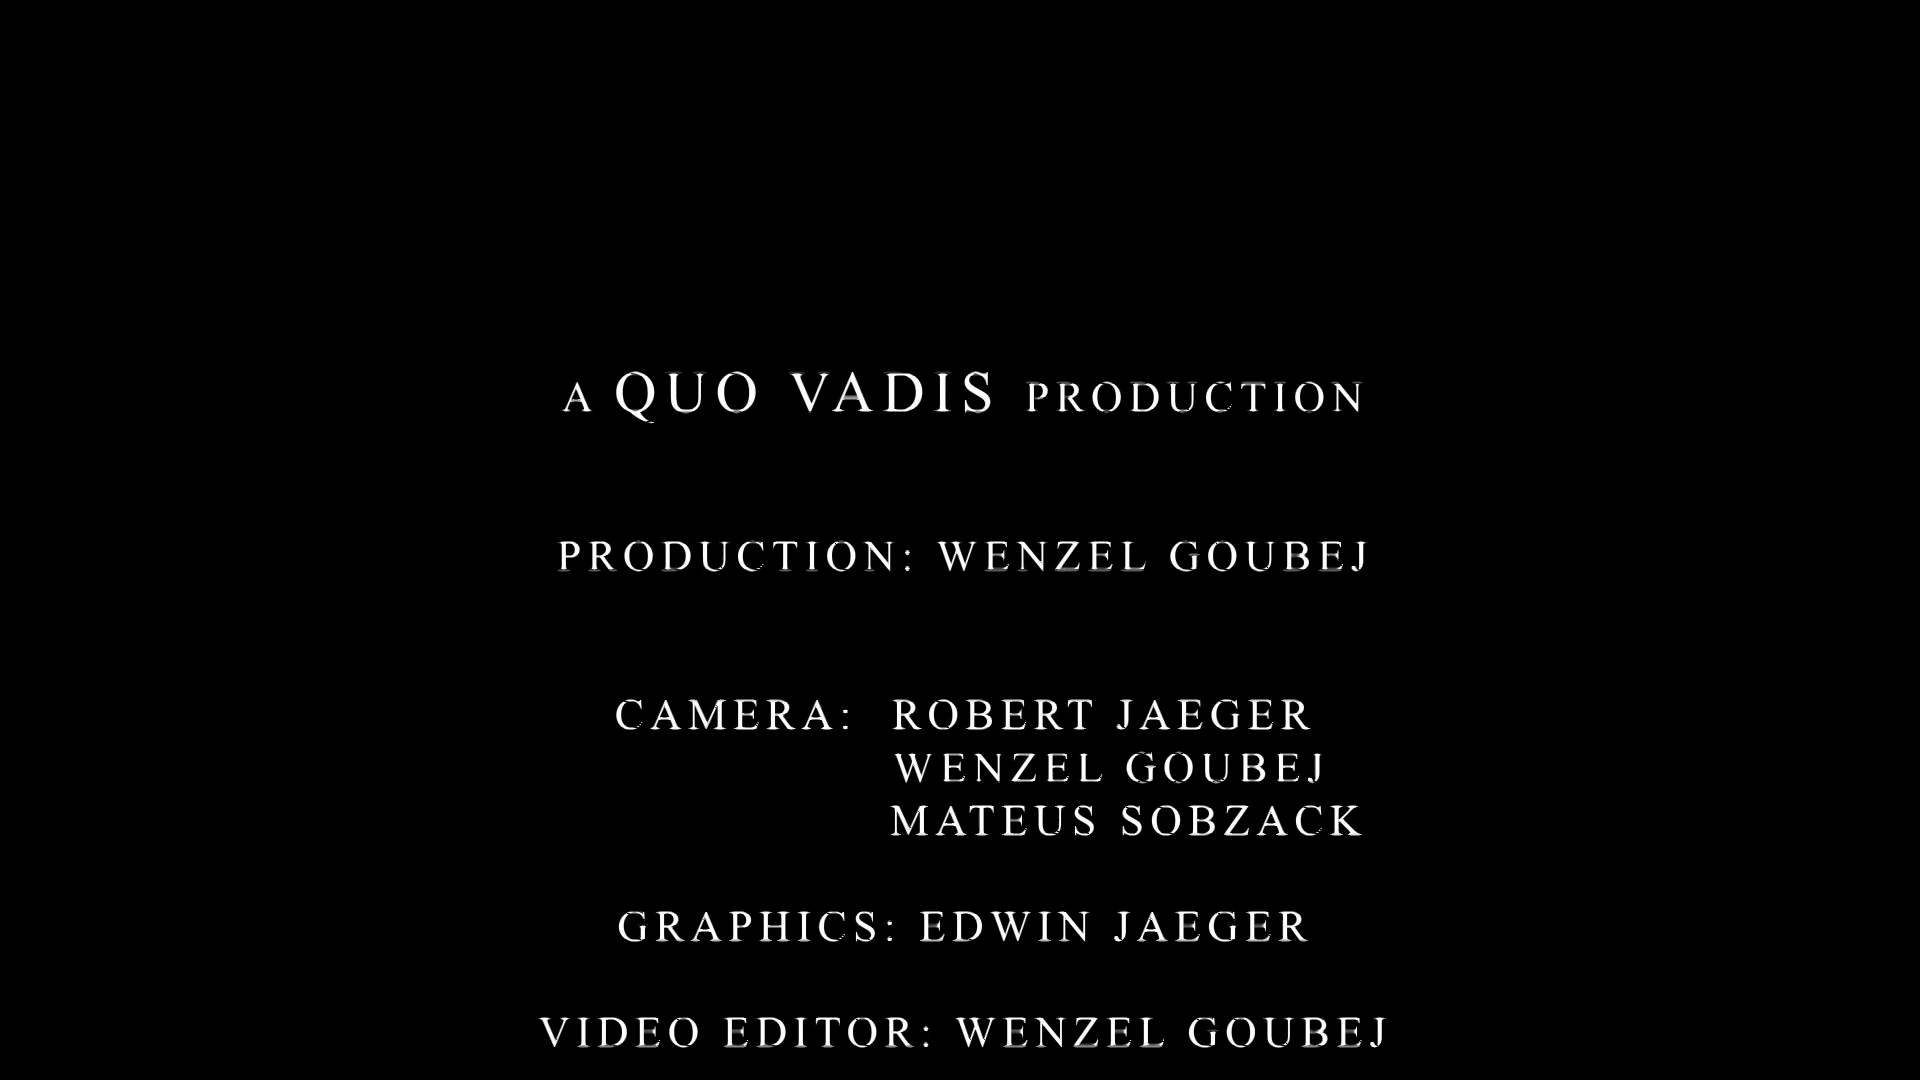 A QUO VADIS PRODUCTION
PRODUCTION: WENZEL GOUBEJ
CAMERA: ROBERT JAEGER
WENZEL GOUBEJ
MATEUS SOBZACK
GRAPHICS: EDWIN JAEGER
VIDEO EDITOR: WENZEL GOUBEJ